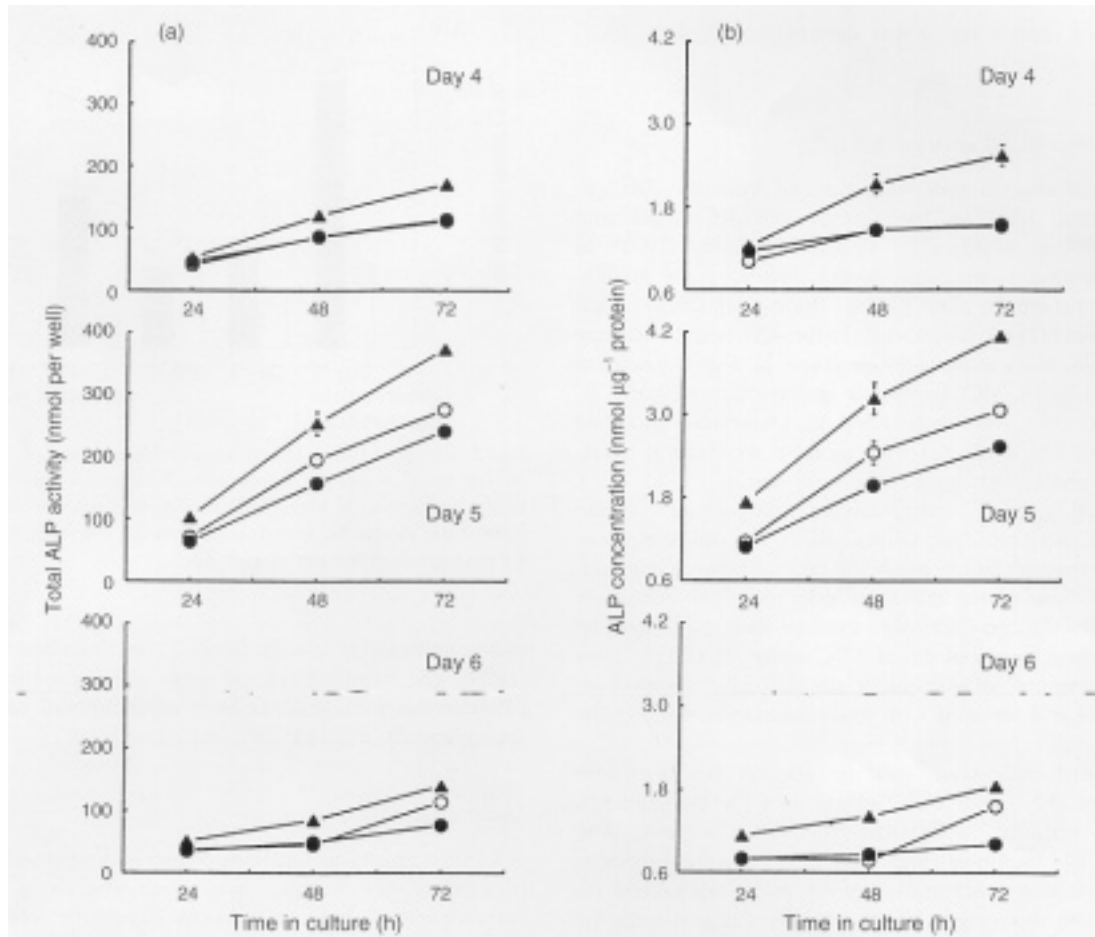 (a)
400
300
200
100
0
Day 4
24 48 72
400
300
200
100
0
Day 5
24 48 72
400
300
200
100
0
Day 6
24 48 72
Total ALP activity (nmol per well)
Time in culture (h)
(b)
4.2
3.0
1.8
0.6
Day 4
24 48 72
4.2
3.0
1.8
0.6
Day 5
24 48 72
4.2
3.0
1.8
0.6
Day 6
24 48 72
ALP concentration (nmol µg⁻¹ protein)
Time in culture (h)